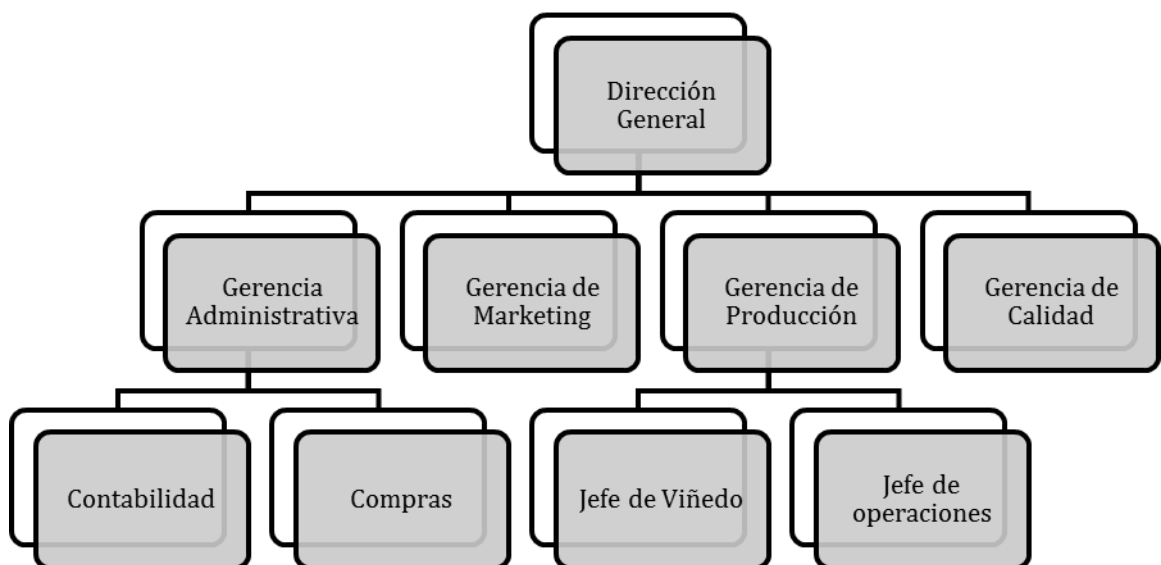 Dirección
General
Gerencia
Administrativa
Gerencia de
Marketing
Gerencia de
Producción
Gerencia de
Calidad
Contabilidad
Compras
Jefe de Viñedo
Jefe de
operaciones